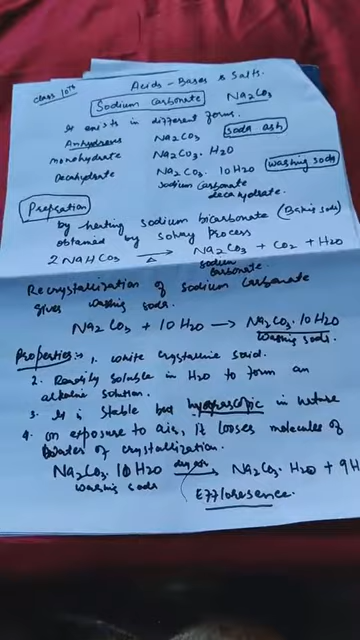 class 10th
Acids - Bases & Salts.
Sodium Carbonate Na2CO3
It exists in different forms.
Anhydrous Na2CO3 Soda ash
monohydrate Na2CO3. H2O
Decahydrate Na2CO3. 10H2O washing soda
sodium carbonate
decahydrate.
Preparation
by heating sodium bicarbonate (Baking soda)
obtained by Solvay Process
2 NaHCO3 →Δ Na2CO3 + CO2 + H2O
sodium
carbonate.
Recrystallization of sodium carbonate
gives washing soda.
Na2CO3 + 10H2O → Na2CO3. 10H2O
washing soda.
Properties:- 1. white crystalline solid.
2. Readily soluble in H2O to form an
alkaline solution.
3. It is stable but hygroscopic in nature
4. on exposure to air, it looses molecules of
water of crystallization.
Na2CO3. 10H2O dry air → Na2CO3. H2O + 9H
washing soda
Effloresence.